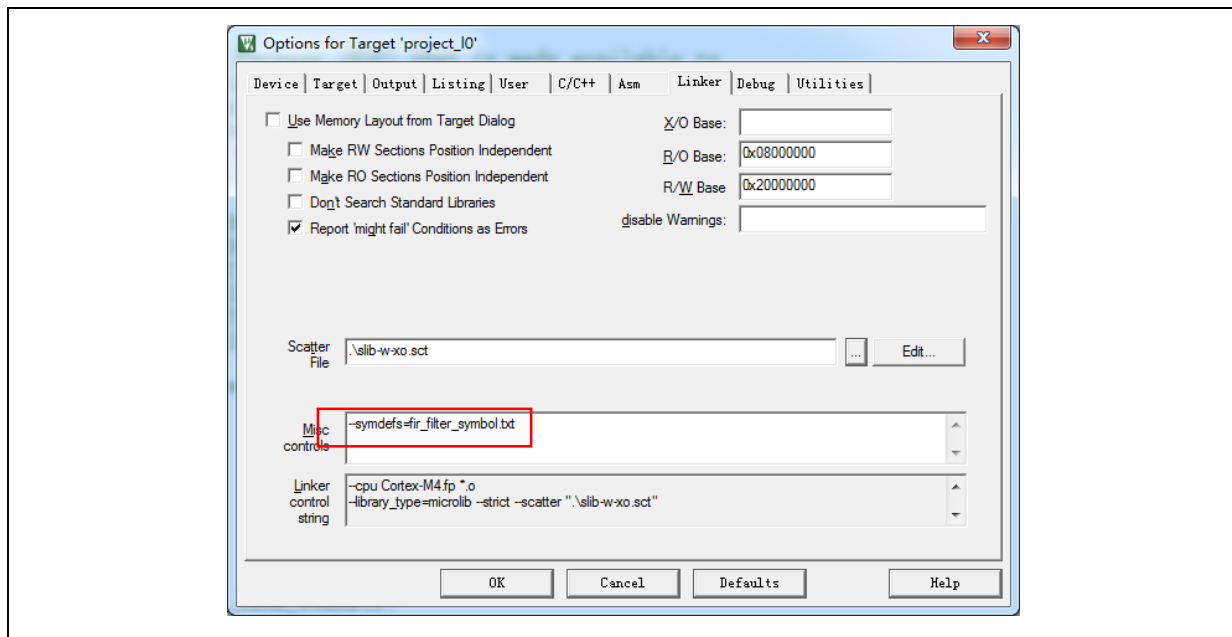 Options for Target 'project_l0'
Device Target Output Listing User C/C++ Asm Linker Debug Utilities
Use Memory Layout from Target Dialog
Make RW Sections Position Independent
Make RO Sections Position Independent
Don't Search Standard Libraries
Report 'might fail' Conditions as Errors
X/O Base:
R/O Base: 0x08000000
R/W Base 0x20000000
disable Warnings:
Scatter
File
.\slib-w-xo.sct
...
Edit...
Misc
controls
--symdefs=fir_filter_symbol.txt
Linker
control
string
--cpu Cortex-M4.fp *.o
--library_type=microlib --strict --scatter ".\slib-w-xo.sct"
OK Cancel Defaults Help